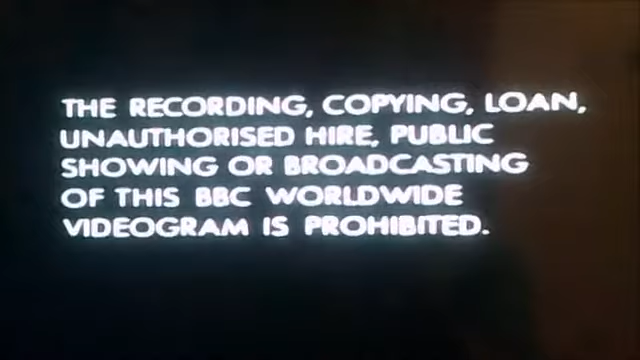 THE RECORDING, COPYING, LOAN,
UNAUTHORISED HIRE, PUBLIC
SHOWING OR BROADCASTING
OF THIS BBC WORLDWIDE
VIDEOGRAM IS PROHIBITED.